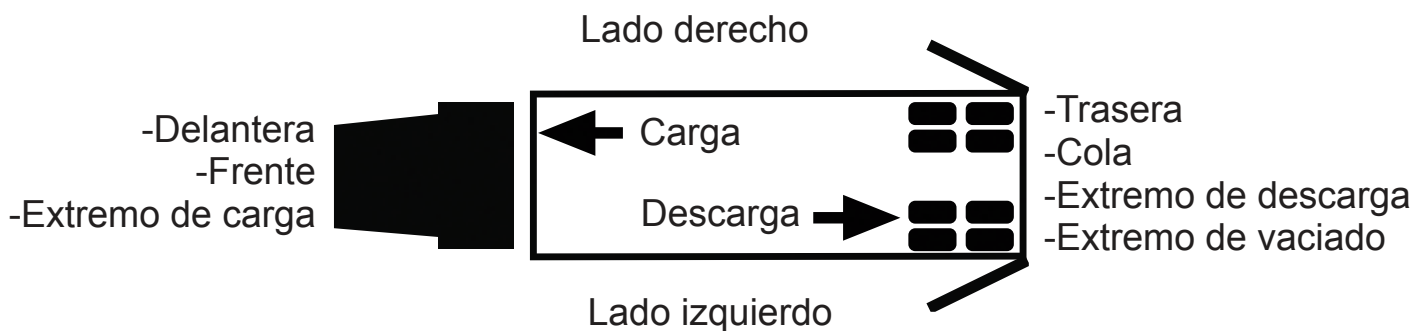 Lado derecho
-Delantera
-Frente
-Extremo de carga
Carga
Descarga
-Trasera
-Cola
-Extremo de descarga
-Extremo de vaciado
Lado izquierdo